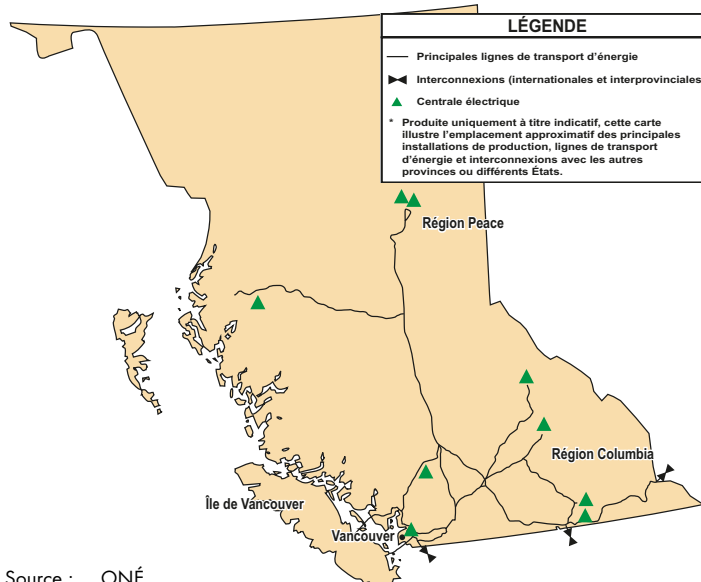 LÉGENDE
Principales lignes de transport d'énergie
Interconnexions (internationales et interprovinciales
Centrale électrique
* Produite uniquement à titre indicatif, cette carte
illustre l'emplacement approximatif des principales
installations de production, lignes de transport
d'énergie et interconnexions avec les autres
provinces ou différents États.
Région Peace
Région Columbia
Île de Vancouver
Vancouver
Source : ONÉ